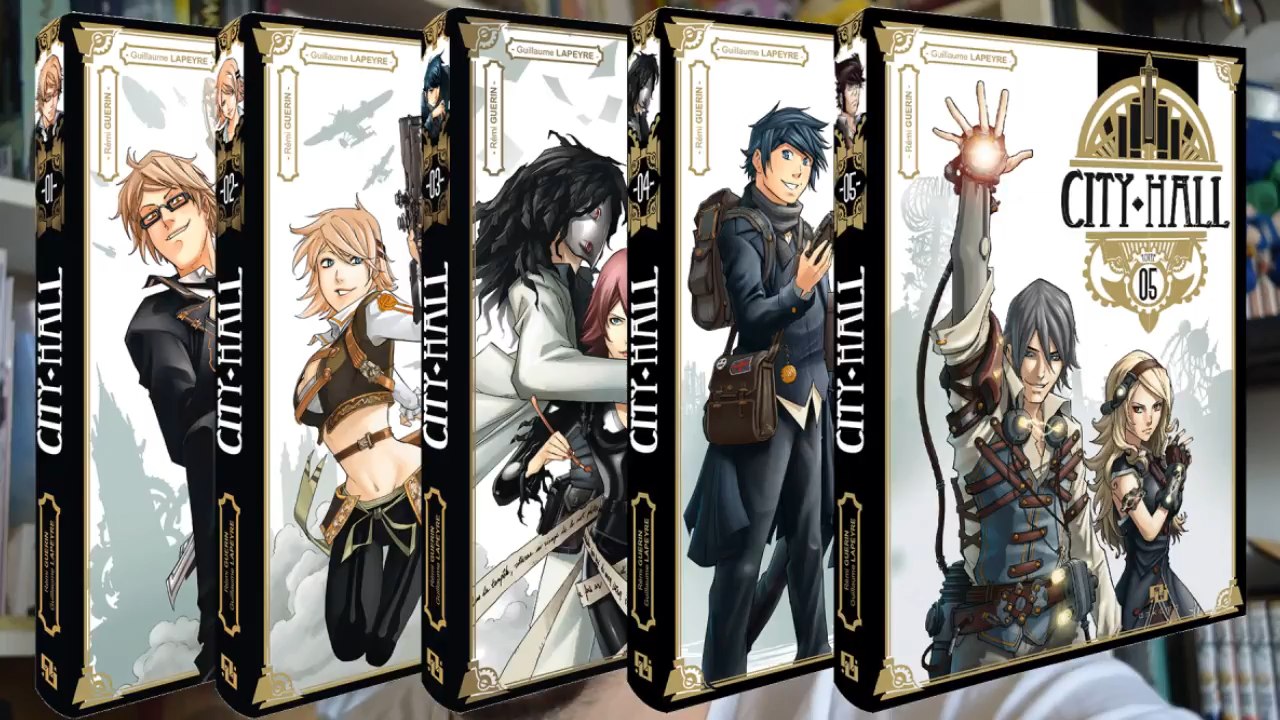 - Guillaume LAPEYRE -
- Rémi GUERIN -
-01-
CITY·HALL
Rémi GUERIN
Guillaume LAPEYRE
- Guillaume LAPEYRE -
- Rémi GUERIN -
-02-
CITY·HALL
Rémi GUERIN
Guillaume LAPEYRE
- Guillaume LAPEYRE -
- Rémi GUERIN -
-03-
CITY·HALL
Rémi GUERIN
Guillaume LAPEYRE
- Guillaume LAPEYRE -
- Rémi GUERIN -
-04-
CITY·HALL
Rémi GUERIN
Guillaume LAPEYRE
- Guillaume LAPEYRE -
- Rémi GUERIN -
-05-
CITY·HALL
Rémi GUERIN
Guillaume LAPEYRE
CITY·HALL
TOME
05